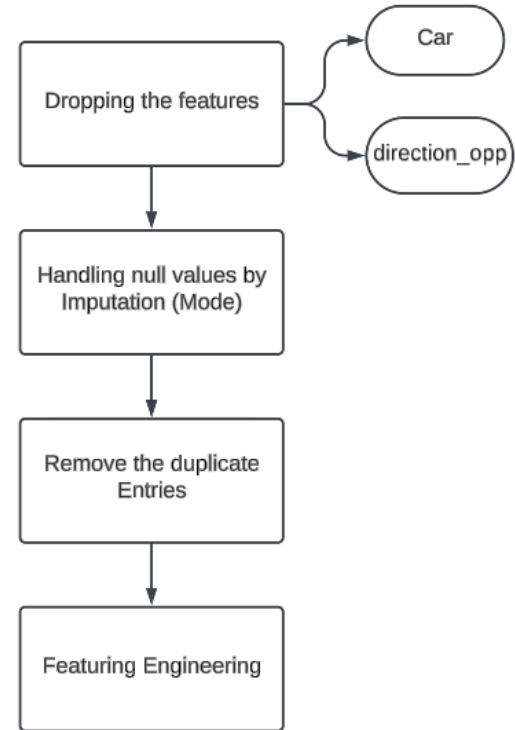 Car
Dropping the features
direction_opp
Handling null values by
Imputation (Mode)
Remove the duplicate
Entries
Featuring Engineering